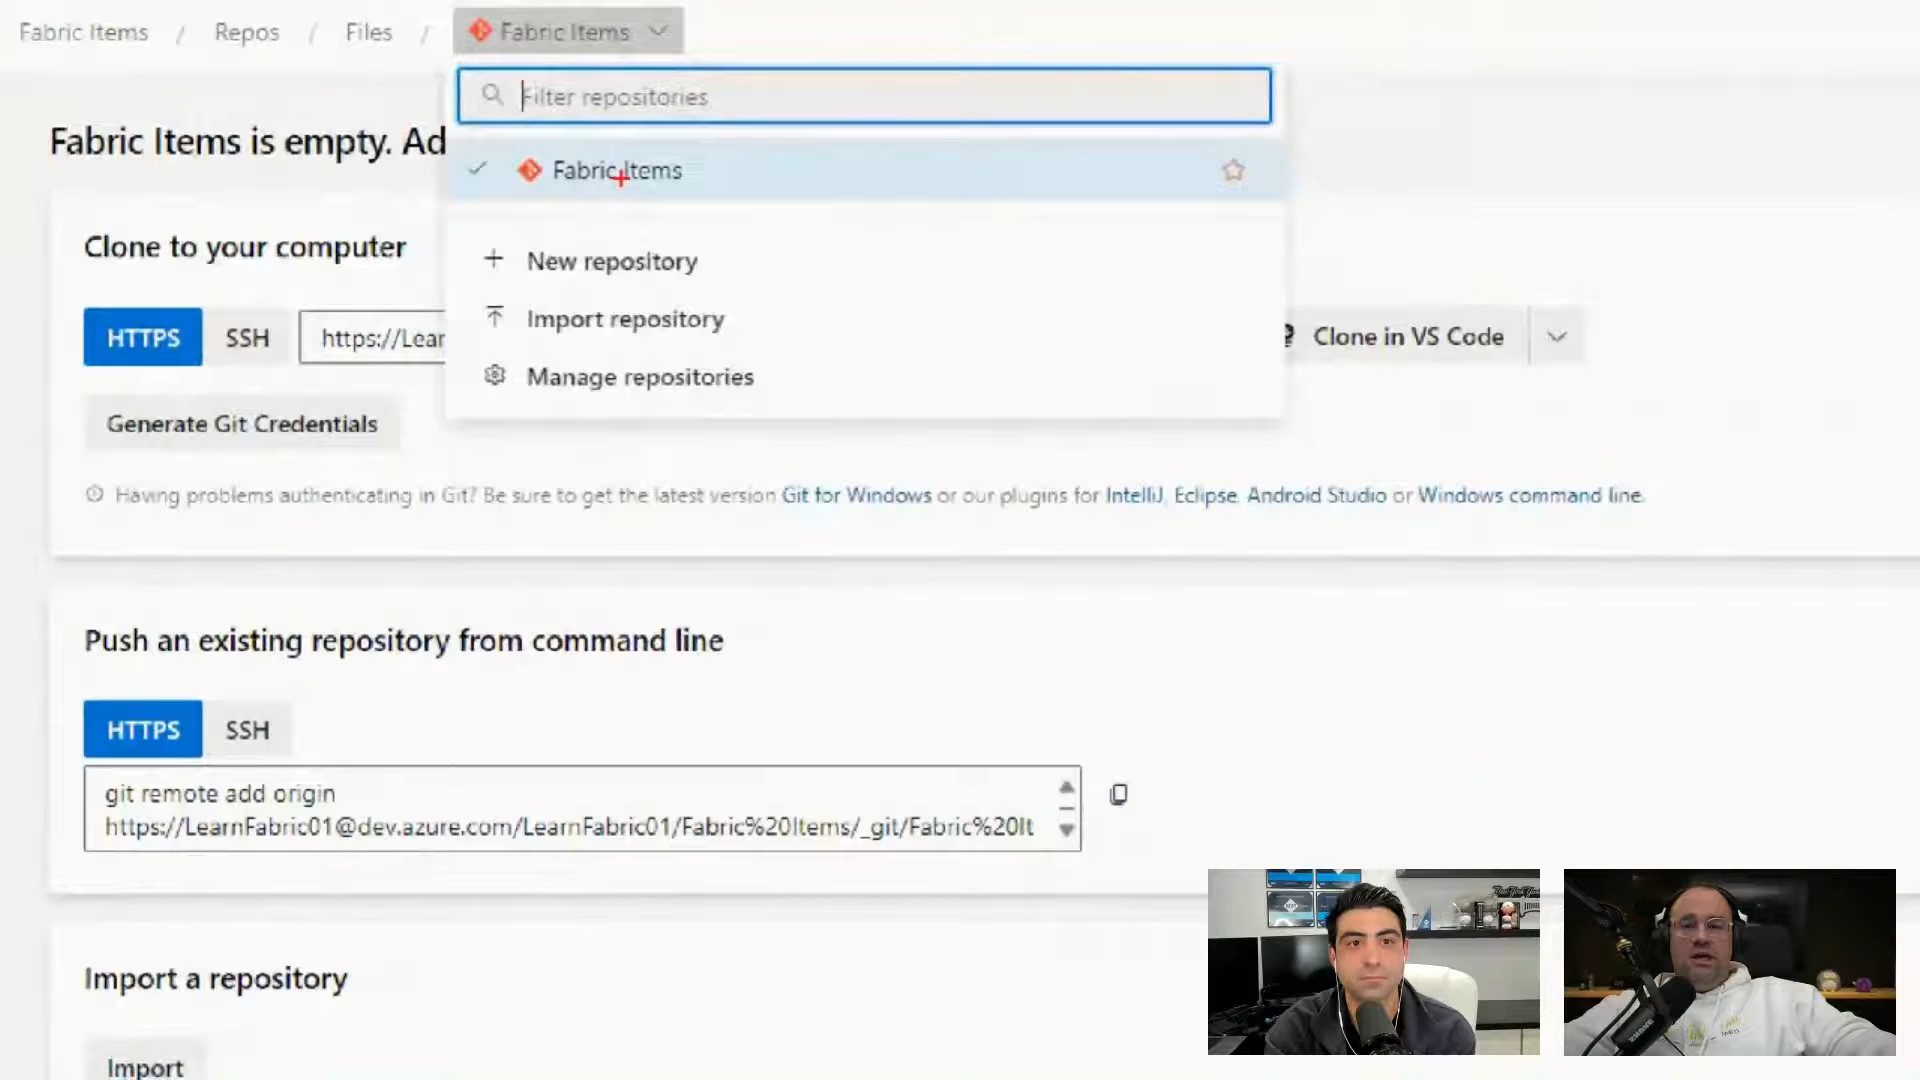 Fabric Items / Repos / Files / Fabric Items
Filter repositories
Fabric Items is empty. Ad
Fabric Items
Clone to your computer
New repository
HTTPS SSH https://Lear
Import repository
Clone in VS Code
Manage repositories
Generate Git Credentials
Having problems authenticating in Git? Be sure to get the latest version Git for Windows or our plugins for IntelliJ, Eclipse, Android Studio or Windows command line.
Push an existing repository from command line
HTTPS SSH
git remote add origin
https://LearnFabric01@dev.azure.com/LearnFabric01/Fabric%20Items/_git/Fabric%20It
Import a repository
Import